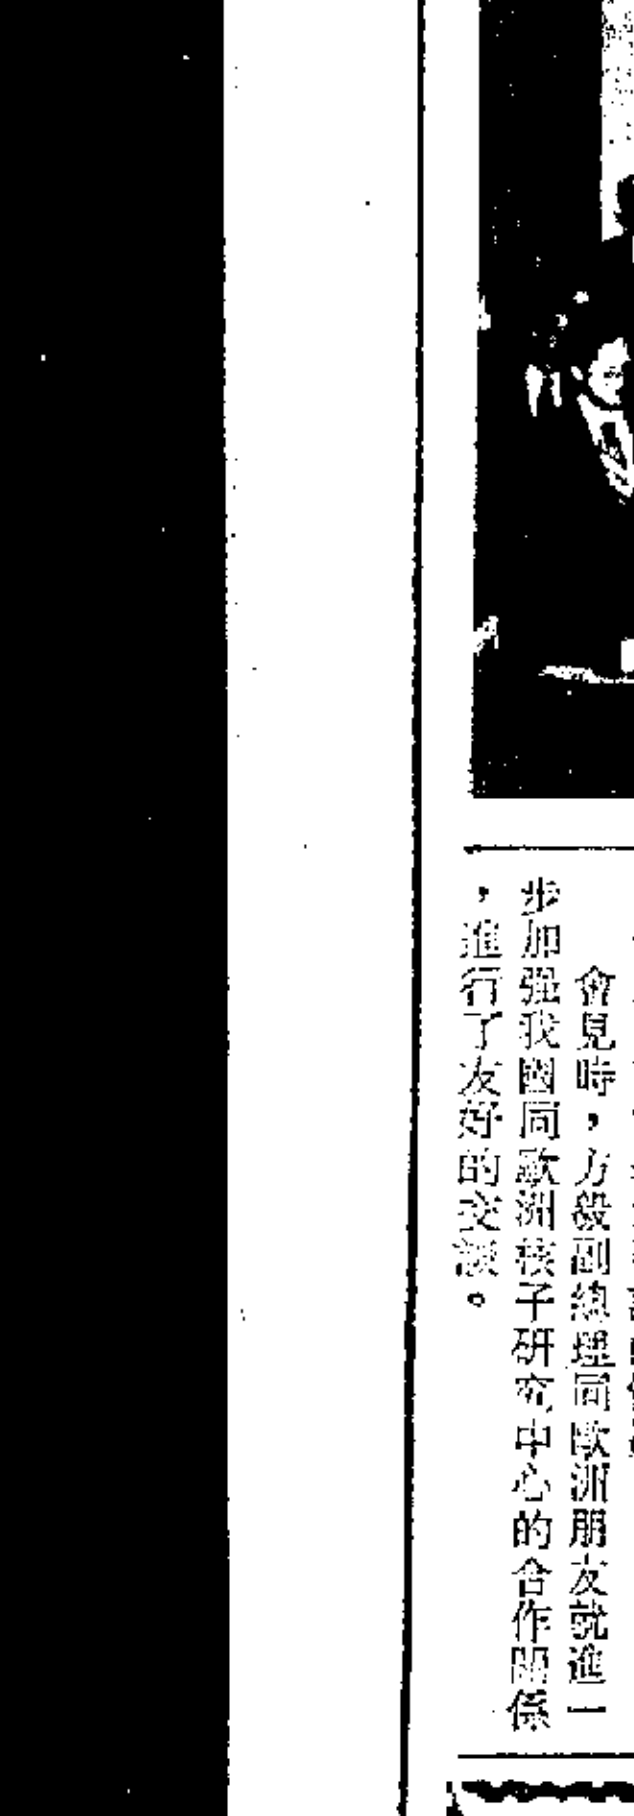 會見時，方毅副總理同歐洲朋友就進一
步加强我國同歐洲核子研究中心的合作關係
，進行了友好的交談。